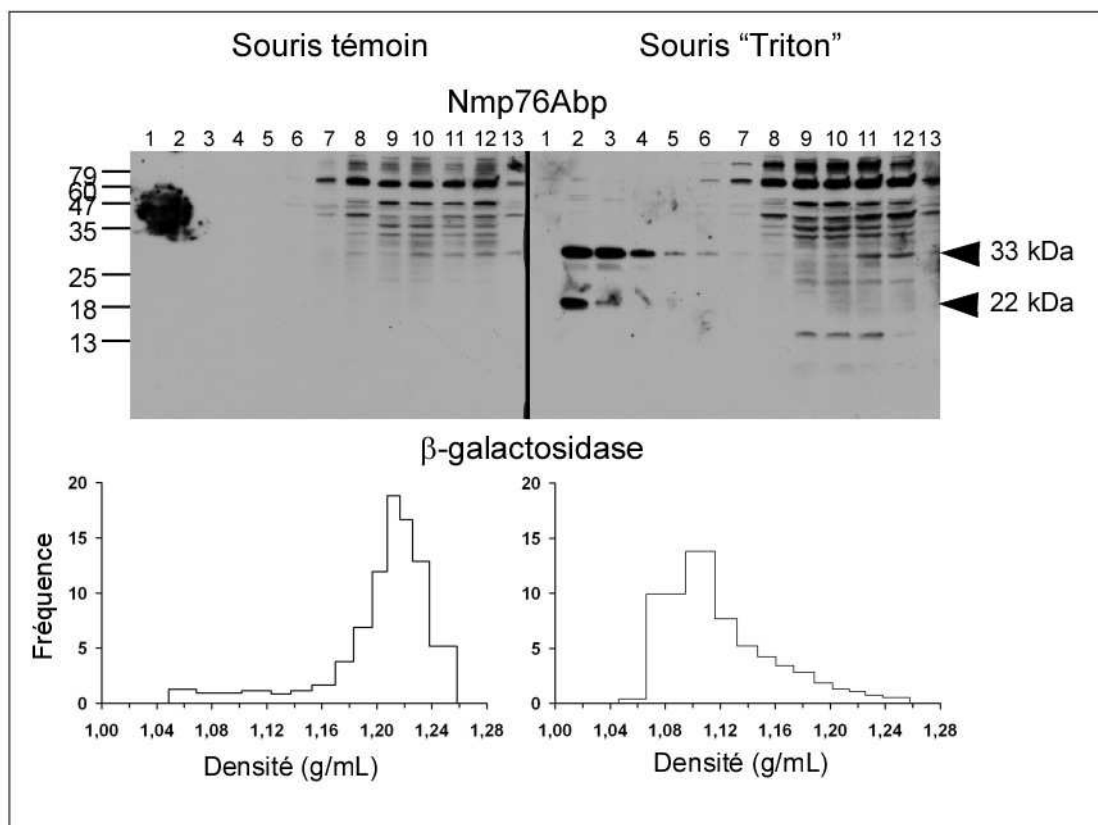 Souris témoin Souris “Triton”
Nmp76Abp
1 2 3 4 5 6 7 8 9 10 11 12 13 1 2 3 4 5 6 7 8 9 10 11 12 13
79
60
47
35
25
18
13
33 kDa
22 kDa
β-galactosidase
Fréquence
20
15
10
5
0
1,00 1,04 1,08 1,12 1,16 1,20 1,24 1,28
Densité (g/mL)
20
15
10
5
0
1,00 1,04 1,08 1,12 1,16 1,20 1,24 1,28
Densité (g/mL)